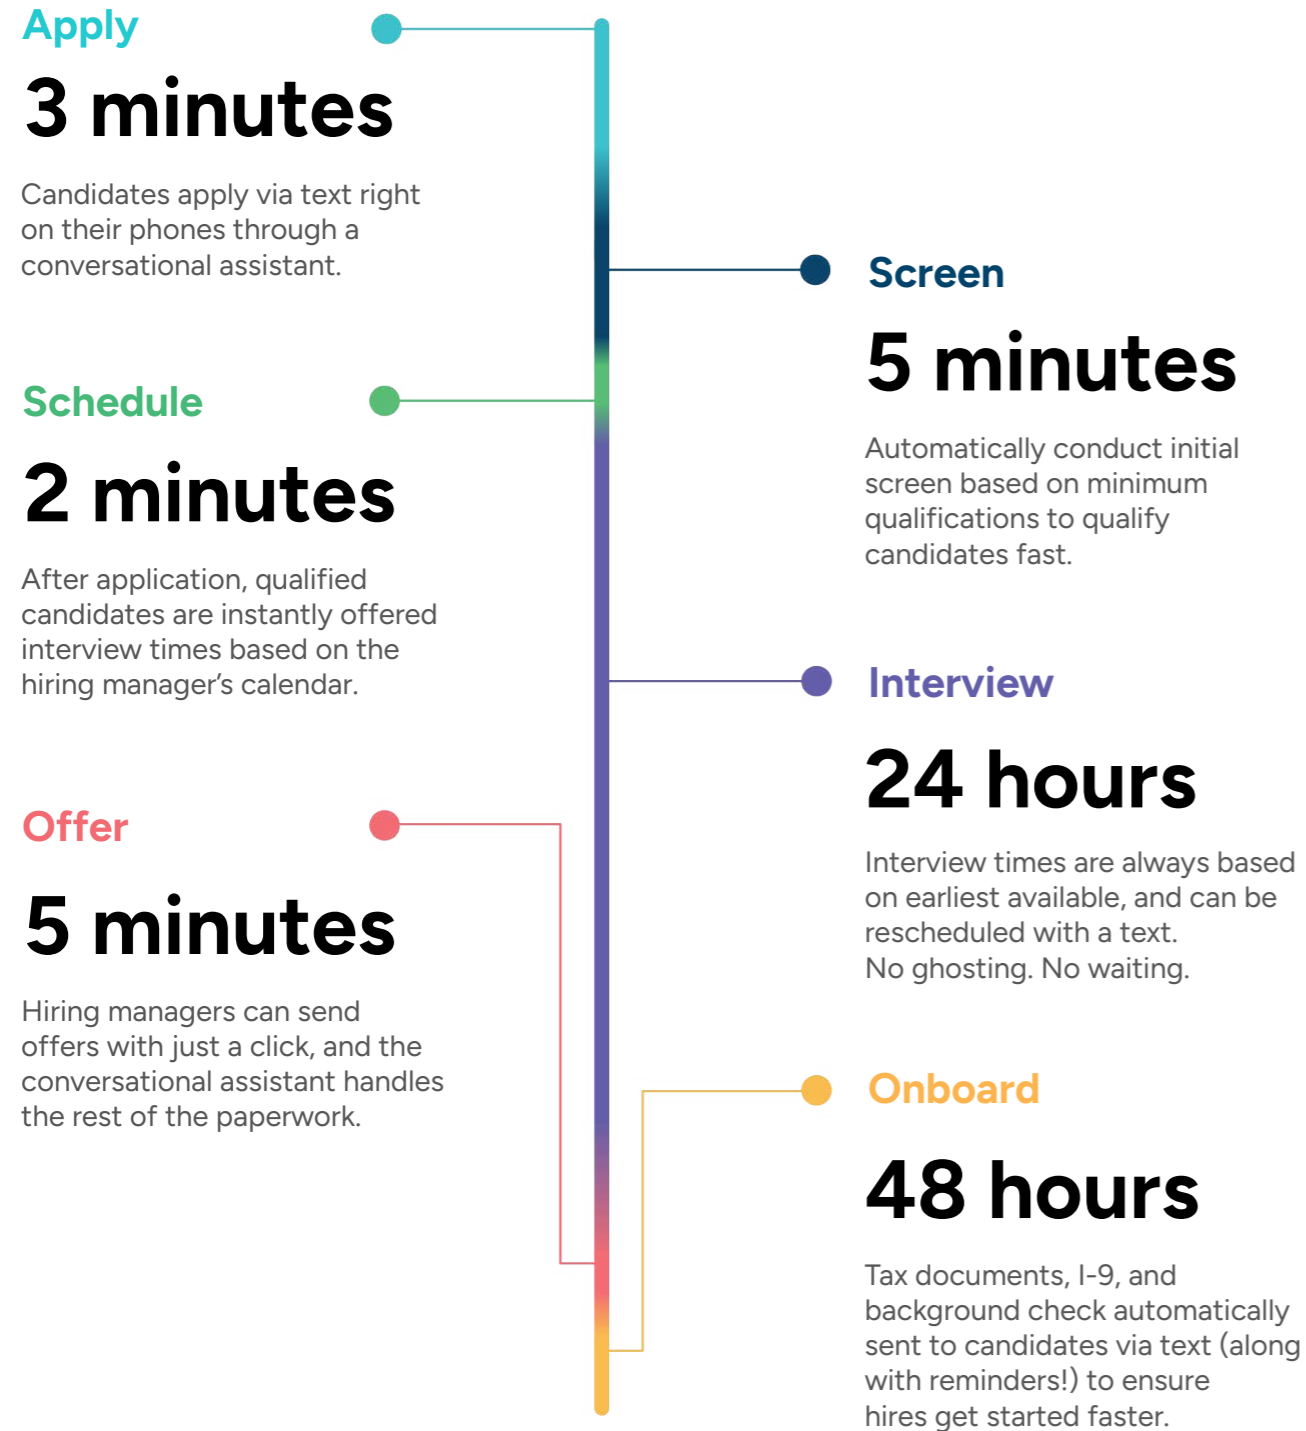 Apply
3 minutes
Candidates apply via text right
on their phones through a
conversational assistant.
Screen
5 minutes
Automatically conduct initial
screen based on minimum
qualifications to qualify
candidates fast.
Schedule
2 minutes
After application, qualified
candidates are instantly offered
interview times based on the
hiring manager’s calendar.
Interview
24 hours
Interview times are always based
on earliest available, and can be
rescheduled with a text.
No ghosting. No waiting.
Offer
5 minutes
Hiring managers can send
offers with just a click, and the
conversational assistant handles
the rest of the paperwork.
Onboard
48 hours
Tax documents, I-9, and
background check automatically
sent to candidates via text (along
with reminders!) to ensure
hires get started faster.